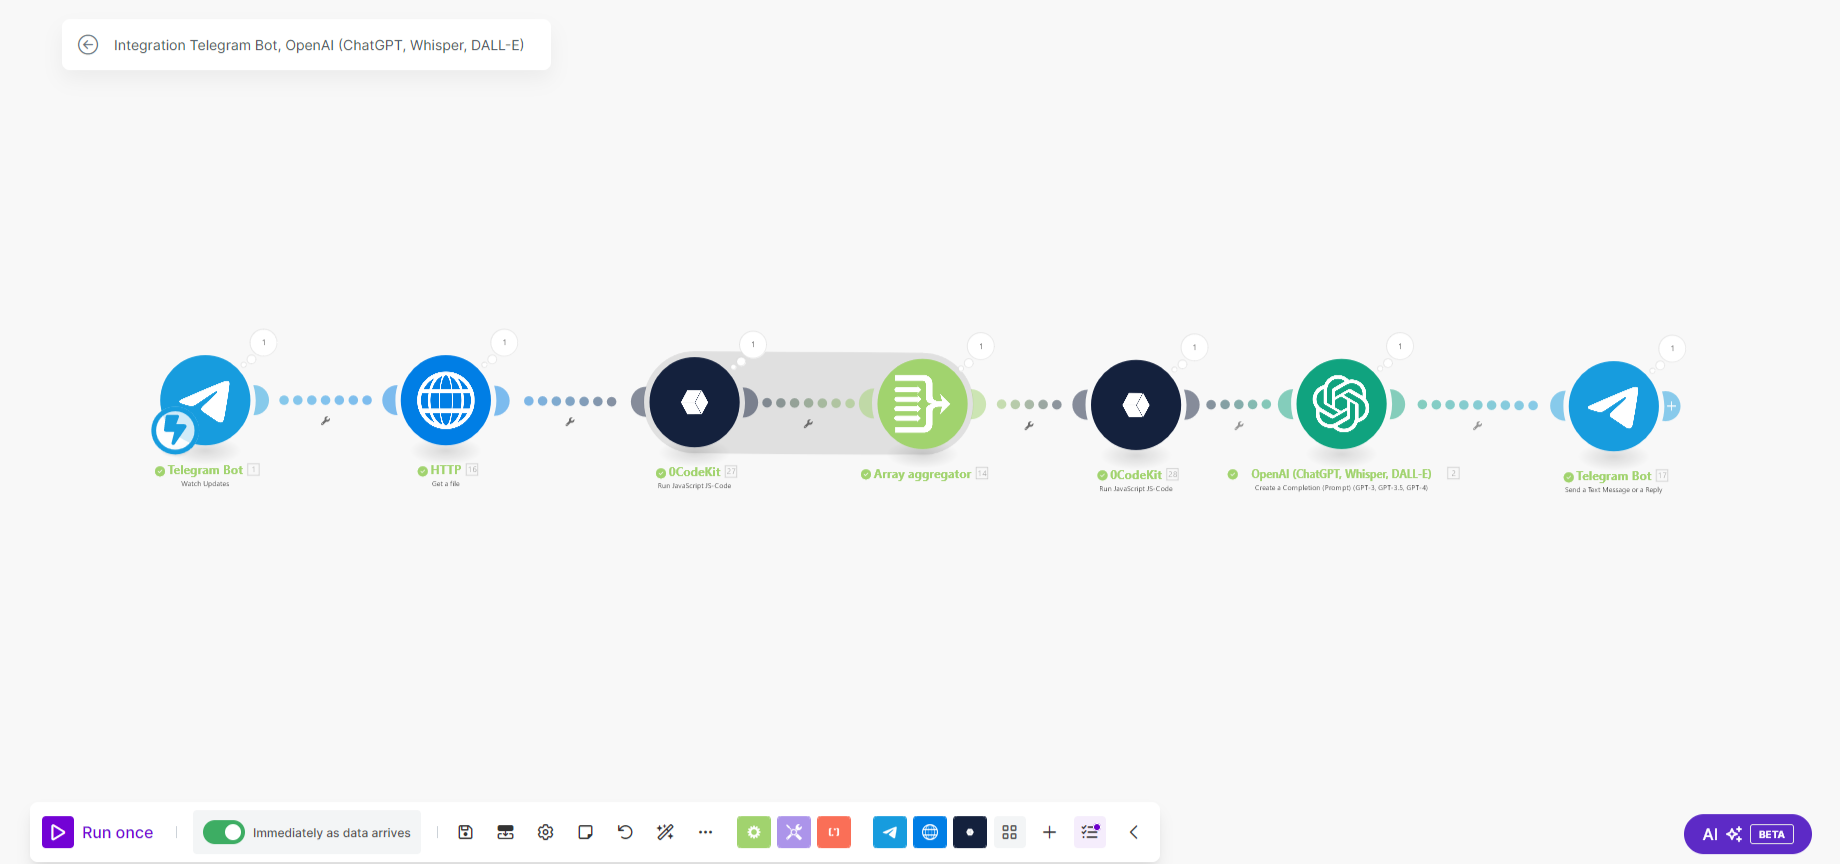 Integration Telegram Bot, OpenAI (ChatGPT, Whisper, DALL-E)
1
1
1
1
1
1
1
Telegram Bot 1
Watch Updates
HTTP 16
Get a file
0CodeKit 27
Run JavaScript JS-Code
Array aggregator 14
0CodeKit 28
Run JavaScript JS-Code
OpenAI (ChatGPT, Whisper, DALL-E) 2
Create a Completion (Prompt) (GPT-3, GPT-3.5, GPT-4)
Telegram Bot 17
Send a Text Message or a Reply
Run once
Immediately as data arrives
AI BETA